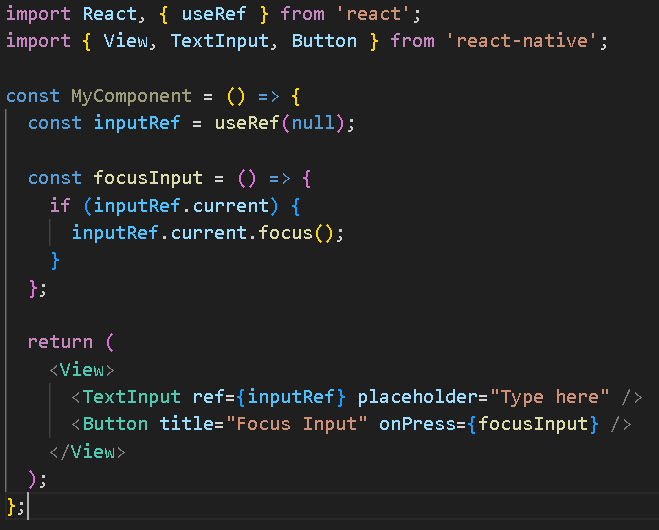 import React, { useRef } from 'react';
import { View, TextInput, Button } from 'react-native';
const MyComponent = () => {
const inputRef = useRef(null);
const focusInput = () => {
if (inputRef.current) {
inputRef.current.focus();
}
};
return (
<View>
<TextInput ref={inputRef} placeholder="Type here" />
<Button title="Focus Input" onPress={focusInput} />
</View>
);
};